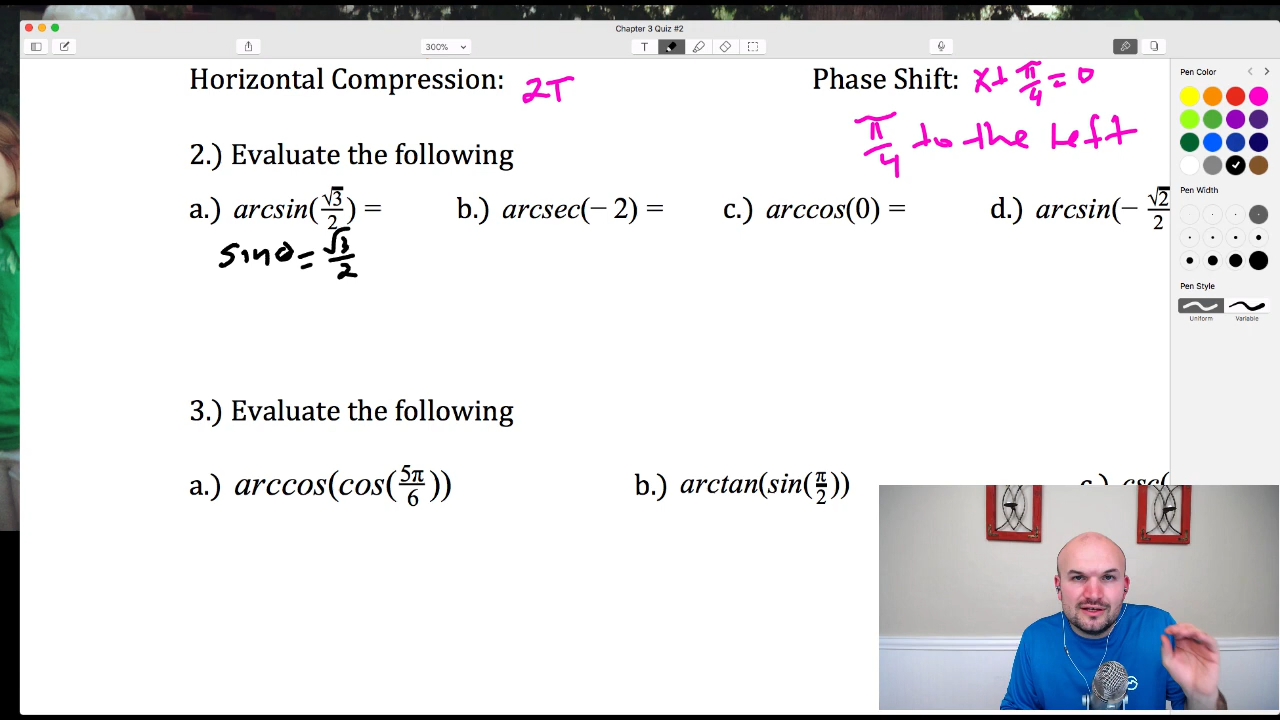 Chapter 3 Quiz #2
300%
T
Pen Color
Horizontal Compression: 2π
Phase Shift: x+ π/4 = 0
π/4 to the left
2.) Evaluate the following
a.) arcsin(√3/2) = b.) arcsec(− 2) = c.) arccos(0) = d.) arcsin(− √2/2
sinθ = √3/2
Pen Width
Pen Style
Uniform Variable
3.) Evaluate the following
a.) arccos(cos(5π/6)) b.) arctan(sin(π/2))